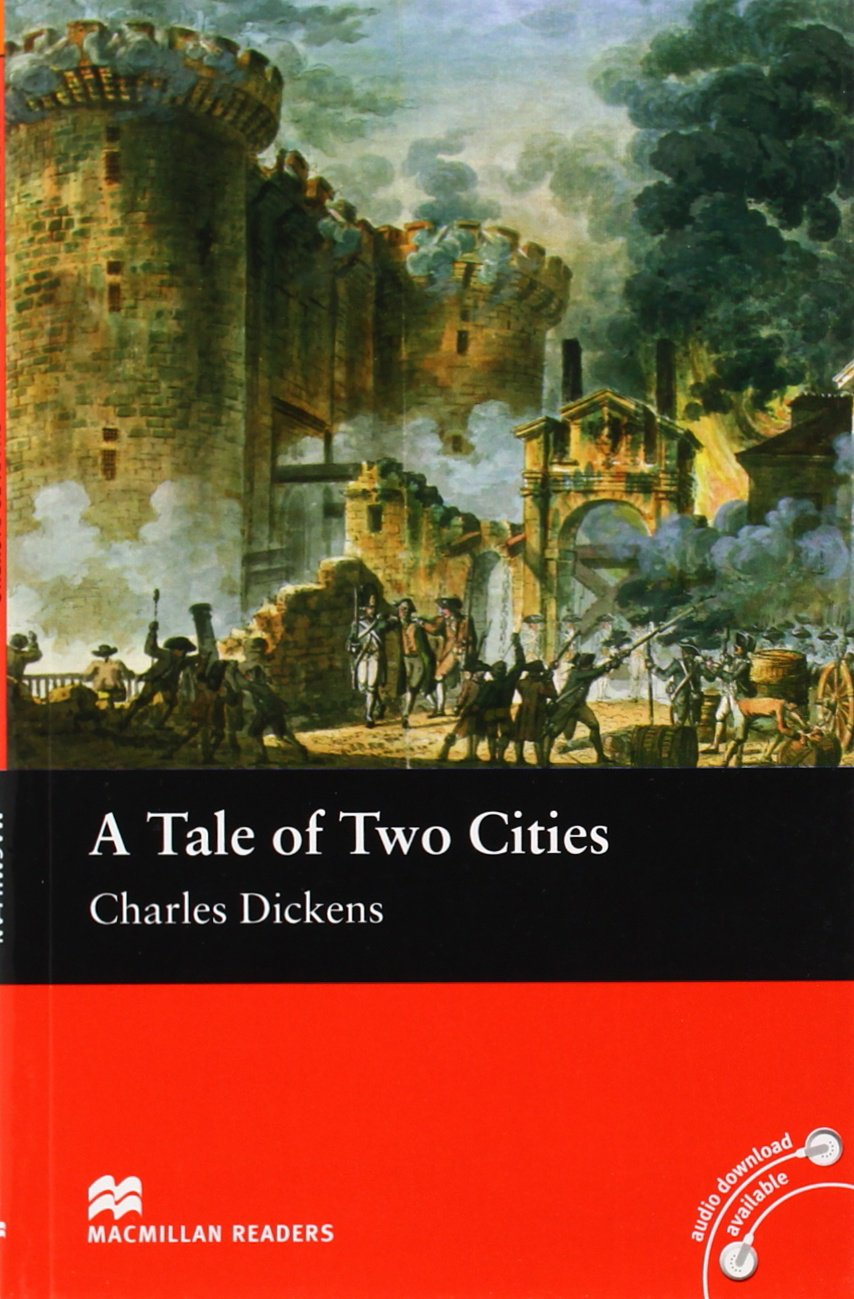 A Tale of Two Cities
Charles Dickens
MACMILLAN READERS
audio download
available